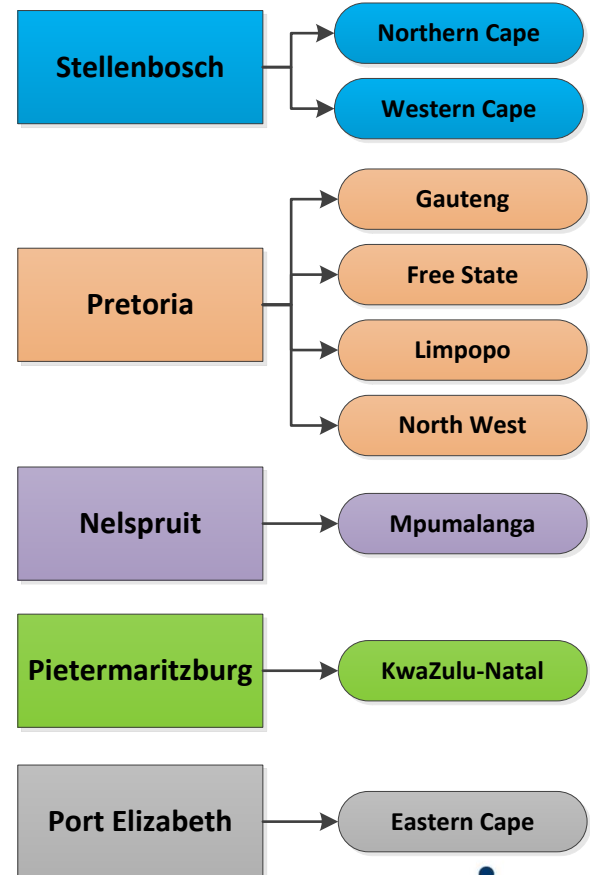 Stellenbosch
Northern Cape
Western Cape
Pretoria
Gauteng
Free State
Limpopo
North West
Nelspruit
Mpumalanga
Pietermaritzburg
KwaZulu-Natal
Port Elizabeth
Eastern Cape